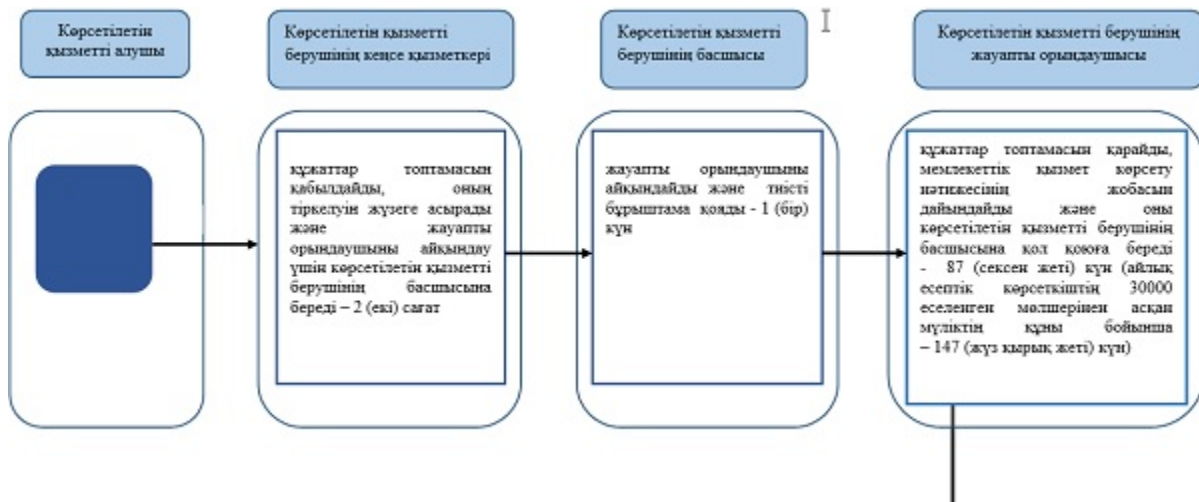 Көрсетілетін
қызметті алушы
Көрсетілетін қызметті
берушінің кеңсе қызметкері
Көрсетілетін қызметті
берушінің басшысы
Көрсетілетін қызметті берушінің
жауапты орындаушысы
құжаттар топтамасын
қабылдайды, оның
тіркелуін жүзеге асырады
және жауапты
орындаушыны айқындау
үшін көрсетілетін қызметті
берушінің басшысына
береді – 2 (екі) сағат
жауапты орындаушыны
айқындайды және тиісті
бұрыштама қояды - 1 (бір)
күн
құжаттар топтамасын қарайды,
мемлекеттік қызмет көрсету
нәтижесінің жобасын
дайындайды және оны
көрсетілетін қызметті берушінің
басшысына қол қоюға береді
- 87 (сексен жеті) күн (айлық
есептік көрсеткіштің 30000
еселенген мөлшерінен асқан
мүліктің құны бойынша
– 147 (жүз қырық жеті) күн)